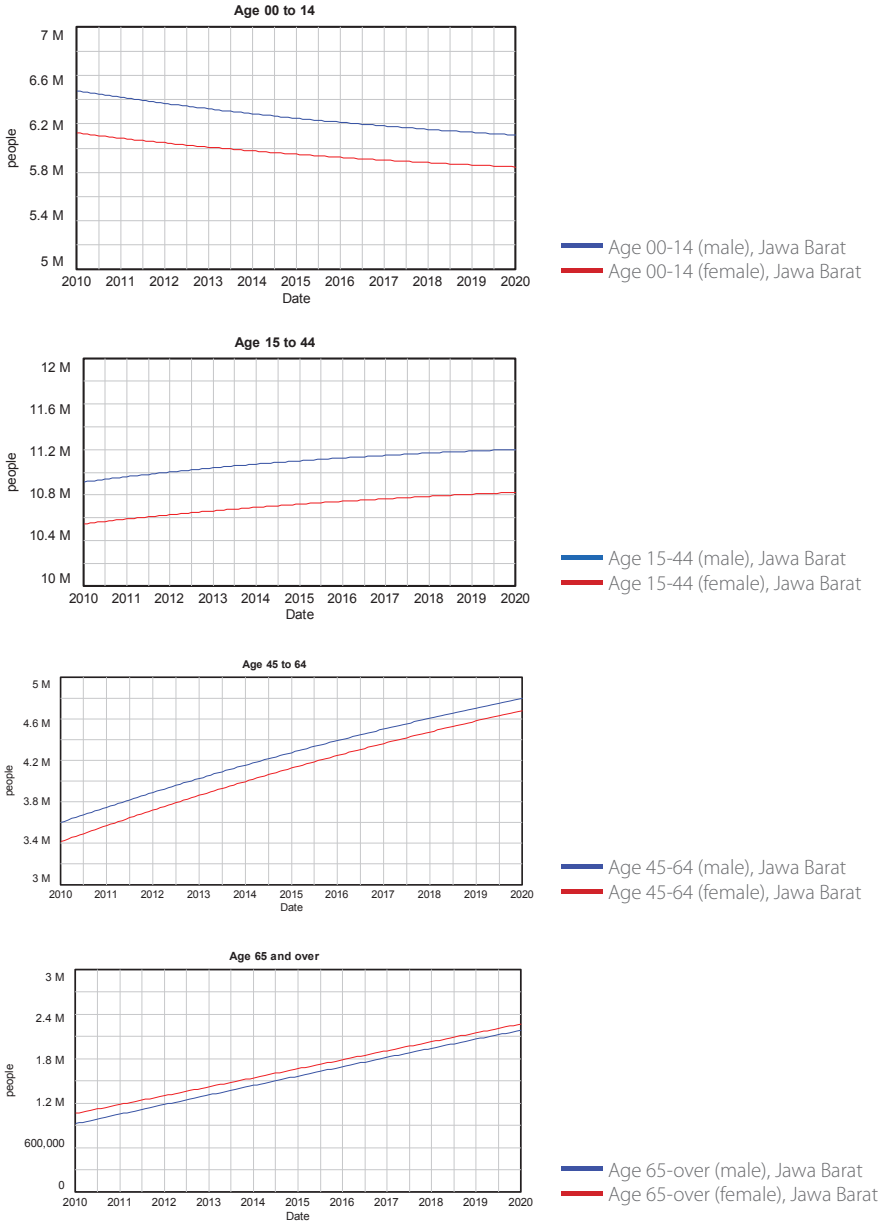 Age 00 to 14
7 M
6.6 M
6.2 M
5.8 M
5.4 M
5 M
people
2010 2011 2012 2013 2014 2015 2016 2017 2018 2019 2020
Date
Age 00-14 (male), Jawa Barat
Age 00-14 (female), Jawa Barat
Age 15 to 44
12 M
11.6 M
11.2 M
10.8 M
10.4 M
10 M
people
2010 2011 2012 2013 2014 2015 2016 2017 2018 2019 2020
Date
Age 15-44 (male), Jawa Barat
Age 15-44 (female), Jawa Barat
Age 45 to 64
5 M
4.6 M
4.2 M
3.8 M
3.4 M
3 M
people
2010 2011 2012 2013 2014 2015 2016 2017 2018 2019 2020
Date
Age 45-64 (male), Jawa Barat
Age 45-64 (female), Jawa Barat
Age 65 and over
3 M
2.4 M
1.8 M
1.2 M
600,000
0
people
2010 2011 2012 2013 2014 2015 2016 2017 2018 2019 2020
Date
Age 65-over (male), Jawa Barat
Age 65-over (female), Jawa Barat